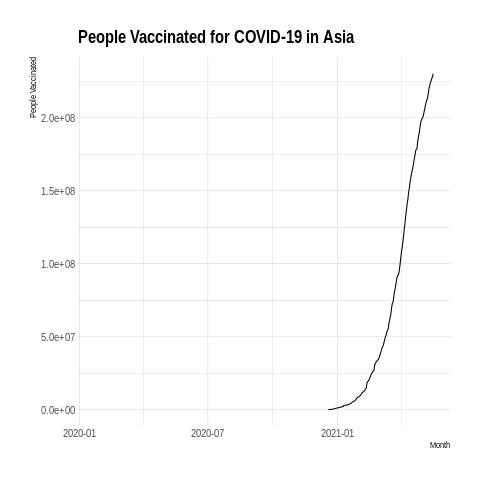 People Vaccinated for COVID-19 in Asia
People Vaccinated
2.0e+08
1.5e+08
1.0e+08
5.0e+07
0.0e+00
2020-01 2020-07 2021-01
Month